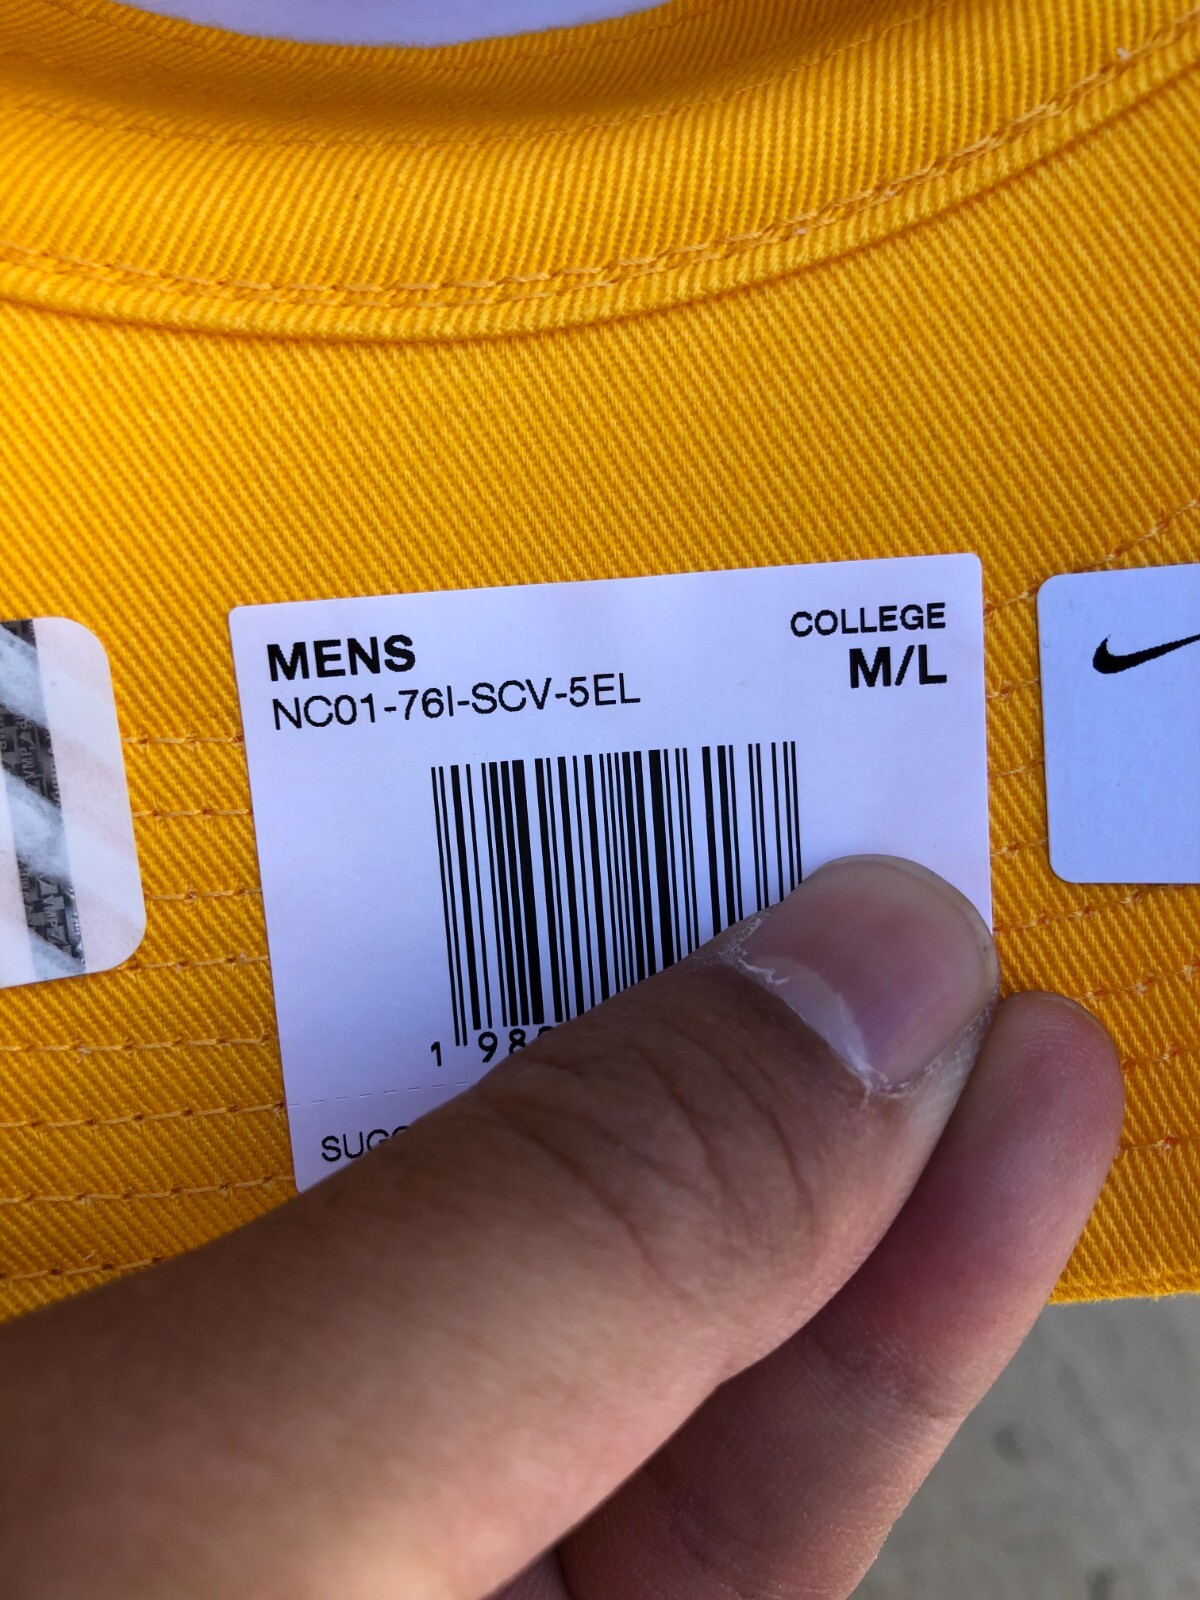 MENS
NC01-76I-SCV-5EL
COLLEGE
M/L
1 98